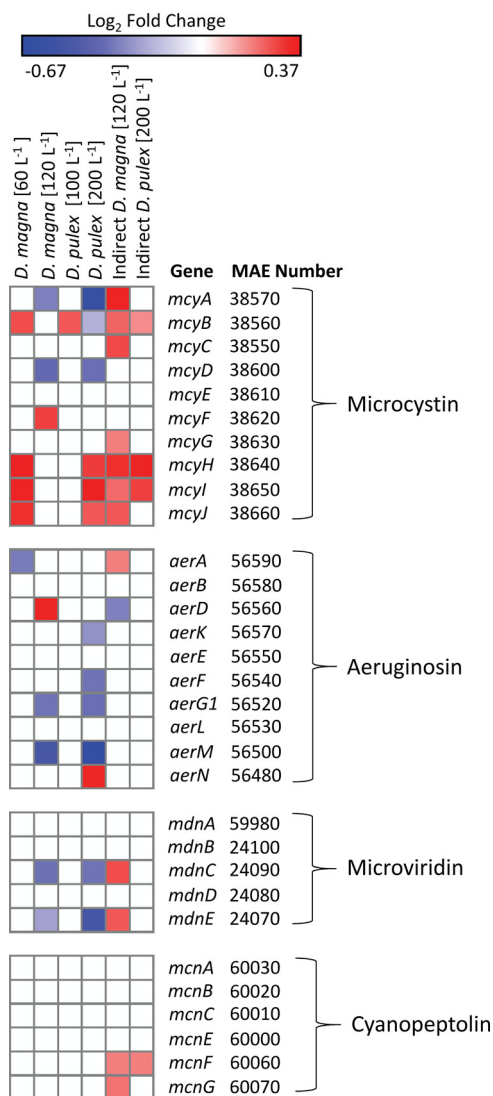 Log2 Fold Change
-0.67 0.37
D. magna [60 L-1 ]
D. magna [120 L-1]
D. pulex [100 L-1]
D. pulex [200 L-1]
Indirect D. magna [120 L-1]
Indirect D. pulex [200 L-1]
Gene MAE Number
mcyA 38570
mcyB 38560
mcyC 38550
mcyD 38600
mcyE 38610
mcyF 38620
Microcystin
mcyG 38630
mcyH 38640
mcyI 38650
mcyJ 38660
aerA 56590
aerB 56580
aerD 56560
aerK 56570
aerE 56550
Aeruginosin
aerF 56540
aerG1 56520
aerL 56530
aerM 56500
aerN 56480
mdnA 59980
mdnB 24100
mdnC 24090
Microviridin
mdnD 24080
mdnE 24070
mcnA 60030
mcnB 60020
mcnC 60010
Cyanopeptolin
mcnE 60000
mcnF 60060
mcnG 60070